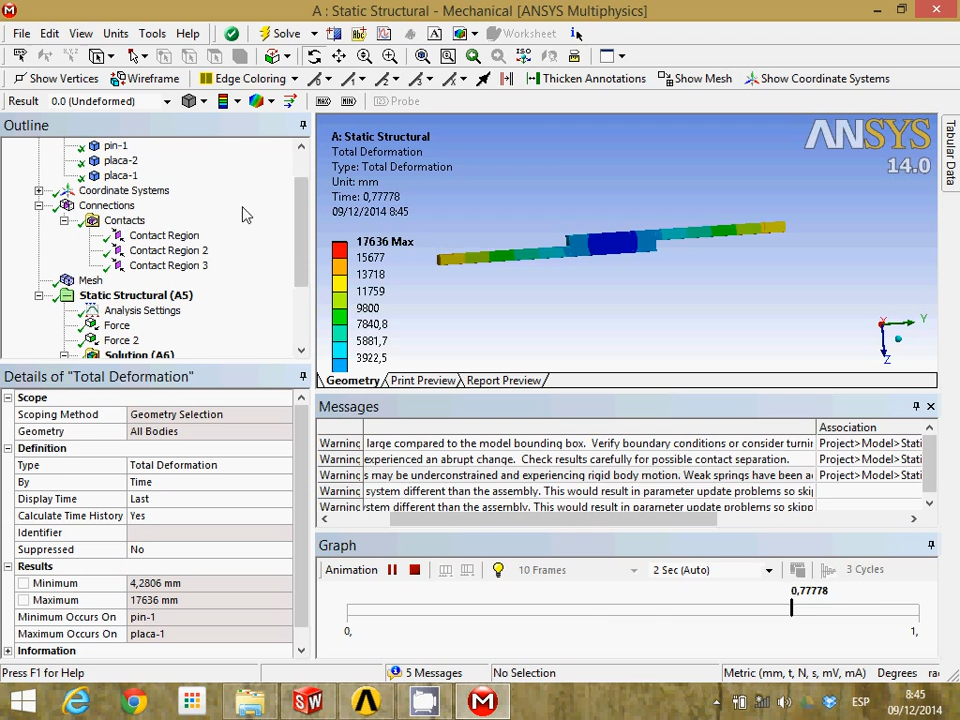 A : Static Structural - Mechanical [ANSYS Multiphysics]
File Edit View Units Tools Help Solve Worksheet
Show Vertices Wireframe Edge Coloring Thicken Annotations Show Mesh Show Coordinate Systems
Result 0.0 (Undeformed) MAX MIN Probe
Outline
pin-1
placa-2
placa-1
Coordinate Systems
Connections
Contacts
Contact Region
Contact Region 2
Contact Region 3
Mesh
Static Structural (A5)
Analysis Settings
Force
Force 2
Solution (A6)
Details of "Total Deformation"
Scope
Scoping Method Geometry Selection
Geometry All Bodies
Definition
Type Total Deformation
By Time
Display Time Last
Calculate Time History Yes
Identifier
Suppressed No
Results
Minimum 4,2806 mm
Maximum 17636 mm
Minimum Occurs On pin-1
Maximum Occurs On placa-1
Information
A: Static Structural
Total Deformation
Type: Total Deformation
Unit: mm
Time: 0,77778
09/12/2014 8:45
17636 Max
15677
13718
11759
9800
7840,8
5881,7
3922,5
ANSYS
14.0
Y
X
Z
Tabular Data
Geometry Print Preview Report Preview
Messages
Association
Warning large compared to the model bounding box. Verify boundary conditions or consider turnir Project>Model>Stati
Warning experienced an abrupt change. Check results carefully for possible contact separation. Project>Model>Stati
Warning s may be underconstrained and experiencing rigid body motion. Weak springs have been ac Project>Model>Stati
Warning system different than the assembly. This would result in parameter update problems so skipp
Warning stem different than the assembly. This would result in parameter update problems so skipp
Graph
Animation 10 Frames 2 Sec (Auto) 3 Cycles
0,77778
0, 1,
Press F1 for Help 5 Messages No Selection Metric (mm, t, N, s, mV, mA) Degrees
ESP 8:45
09/12/2014